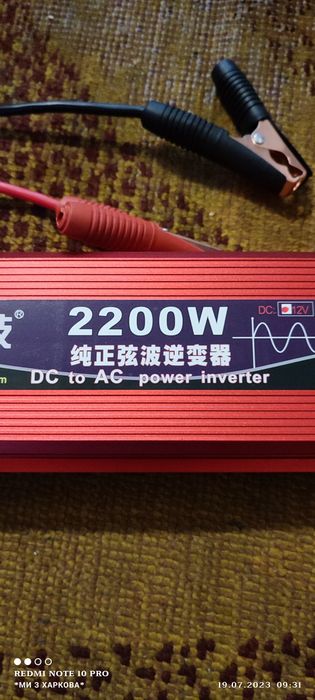 技®
2200W
DC: 12V
纯正弦波逆变器
m
DC to AC power inverter
REDMI NOTE 10 PRO
*МИ З ХАРКОВА*
19.07.2023 09:31